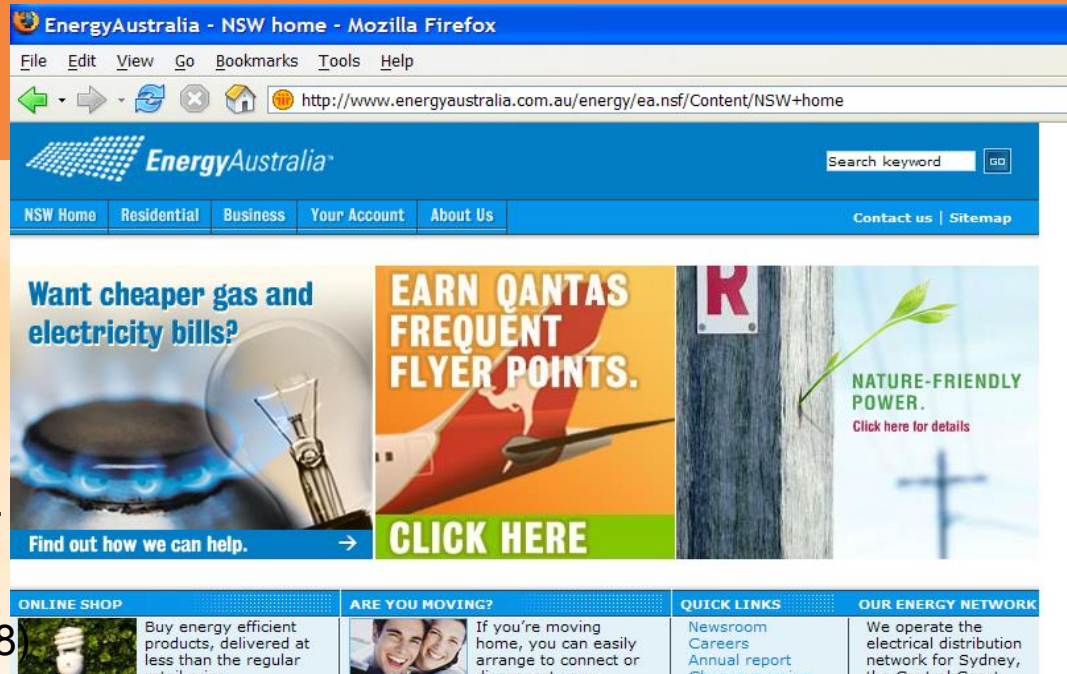 EnergyAustralia - NSW home - Mozilla Firefox
File Edit View Go Bookmarks Tools Help
http://www.energyaustralia.com.au/energy/ea.nsf/Content/NSW+home
EnergyAustralia
Search keyword GO
NSW Home Residential Business Your Account About Us
Contact us | Sitemap
Want cheaper gas and
electricity bills?
Find out how we can help.
EARN QANTAS
FREQUENT
FLYER POINTS.
CLICK HERE
R
NATURE-FRIENDLY
POWER.
Click here for details
ONLINE SHOP
Buy energy efficient
products, delivered at
less than the regular
ARE YOU MOVING?
If you're moving
home, you can easily
arrange to connect or
QUICK LINKS
Newsroom
Careers
Annual report
OUR ENERGY NETWORK
We operate the
electrical distribution
network for Sydney,
the Central Coast
8